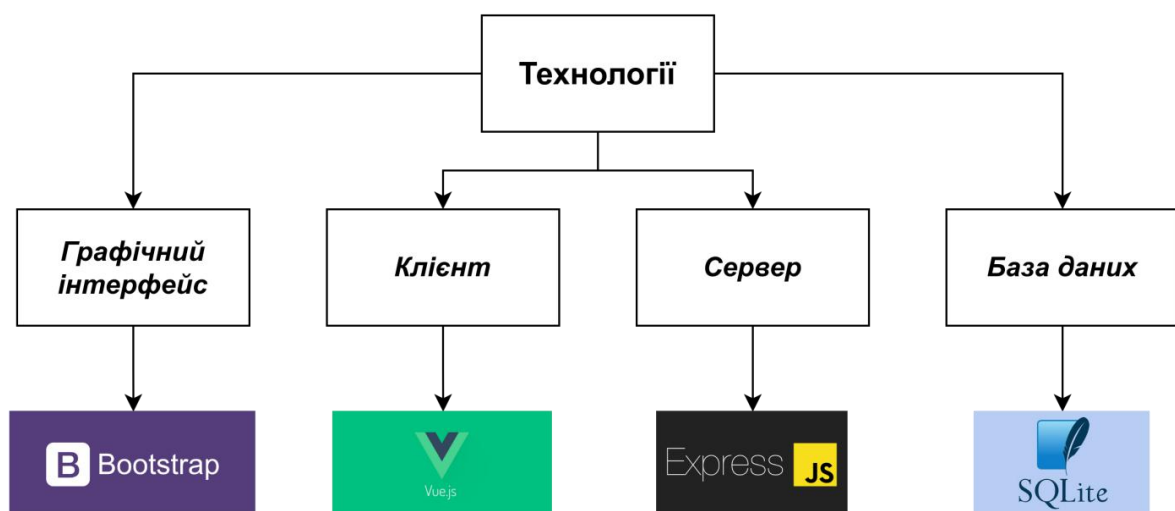 Технології
Графічний
інтерфейс
Клієнт
Сервер
База даних
B Bootstrap
Vue.js
Express JS
SQLite